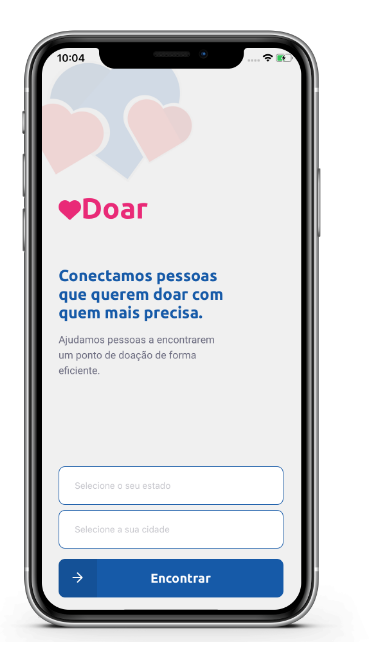 10:04
Doar
Conectamos pessoas
que querem doar com
quem mais precisa.
Ajudamos pessoas a encontrarem
um ponto de doação de forma
eficiente.
Selecione o seu estado
Selecione a sua cidade
Encontrar